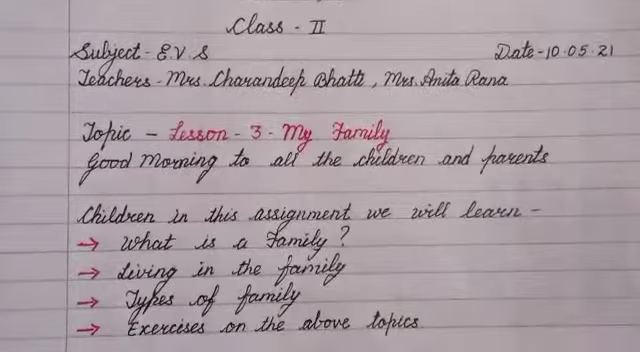 Class - II
Subject - E.V.S
Date - 10.05.21
Teachers - Mrs. Charandeep Bhatti, Mrs. Anita Rana
Topic - Lesson - 3 - My Family
Good Morning to all the children and parents
Children in this assignment we will learn -
→ What is a Family?
→ Living in the family
→ Types of family
→ Exercises on the above topics.